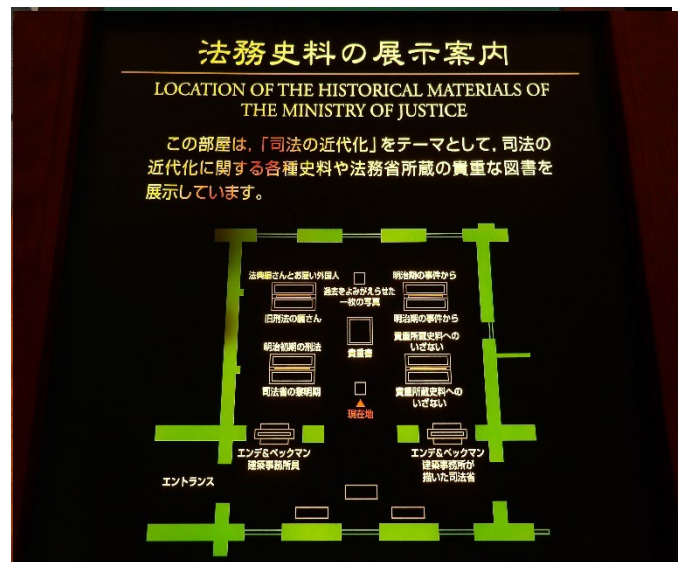 法務史料の展示案内
LOCATION OF THE HISTORICAL MATERIALS OF
THE MINISTRY OF JUSTICE
この部屋は,「司法の近代化」をテーマとして,司法の
近代化に関する各種史料や法務省所蔵の貴重な図書を
展示しています。
法典編さんとお雇い外国人
過去をよみがえらせた
一枚の写真
明治期の事件から
旧刑法の編さん
明治期の事件から
貴重書
明治初期の刑法
貴重所蔵史料への
いざない
司法省の黎明期
貴重所蔵史料への
いざない
現在地
エンデ&ベックマン
建築事務所員
エンデ&ベックマン
建築事務所が
描いた司法省
エントランス